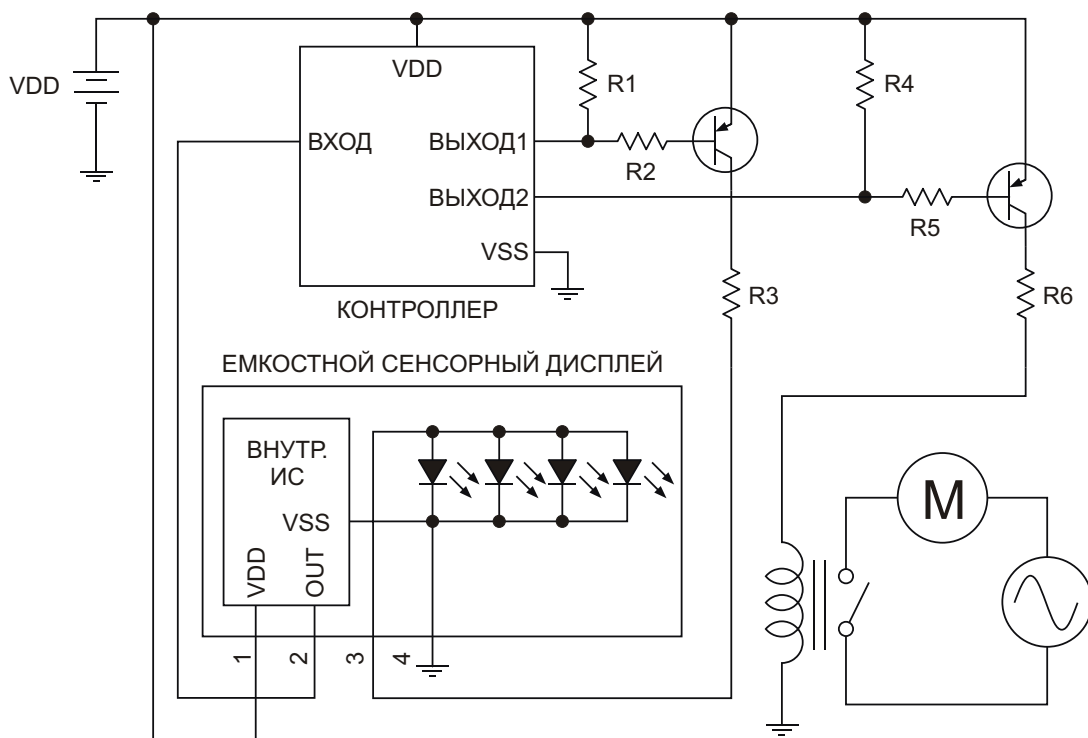 VDD
VDD
ВХОД
ВЫХОД1
ВЫХОД2
VSS
КОНТРОЛЛЕР
R1
R2
R3
R4
R5
R6
ЕМКОСТНОЙ СЕНСОРНЫЙ ДИСПЛЕЙ
ВНУТР.
ИС
VSS
VDD
OUT
1
2
3
4
M